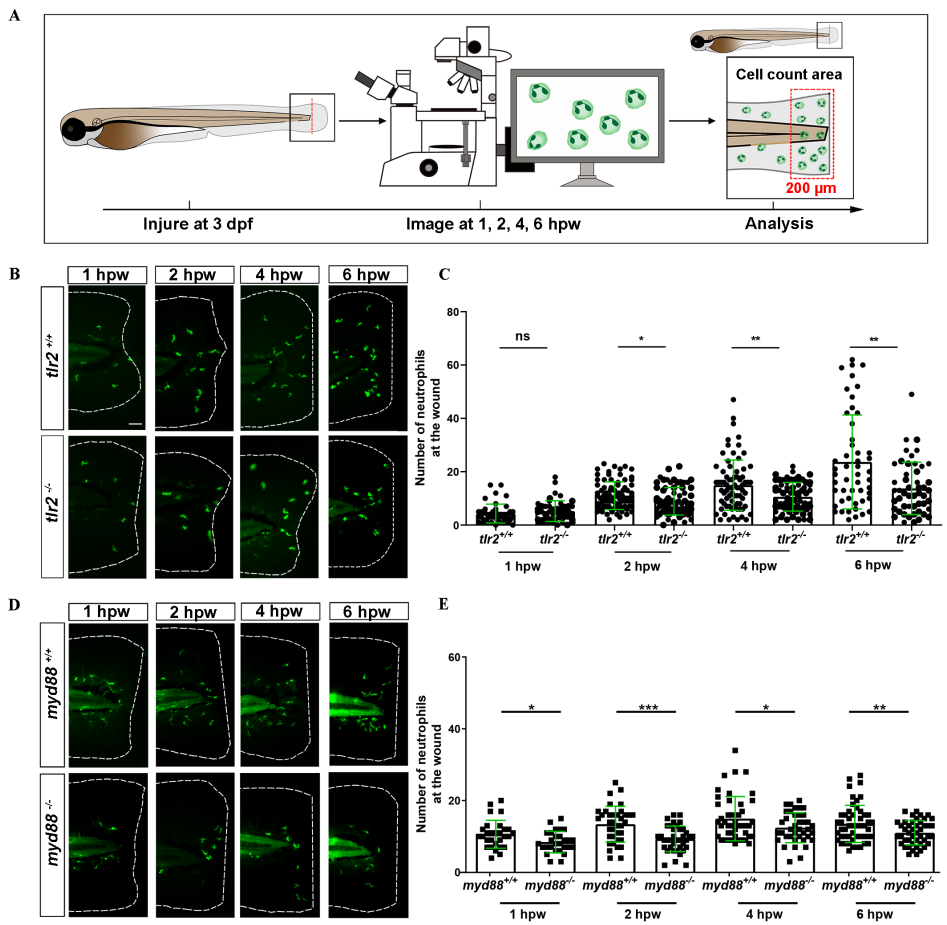 A
Cell count area
200 µm
Injure at 3 dpf
Image at 1, 2, 4, 6 hpw
Analysis
B
1 hpw
2 hpw
4 hpw
6 hpw
tlr2 +/+
tlr2 -/-
C
Number of neutrophils
at the wound
80
60
40
20
0
ns
*
**
**
tlr2+/+
tlr2-/-
tlr2+/+
tlr2-/-
tlr2+/+
tlr2-/-
tlr2+/+
tlr2-/-
1 hpw
2 hpw
4 hpw
6 hpw
D
1 hpw
2 hpw
4 hpw
6 hpw
myd88 +/+
myd88 -/-
E
Number of neutrophils
at the wound
60
40
20
0
*
***
*
**
myd88+/+
myd88-/-
myd88+/+
myd88-/-
myd88+/+
myd88-/-
myd88+/+
myd88-/-
1 hpw
2 hpw
4 hpw
6 hpw